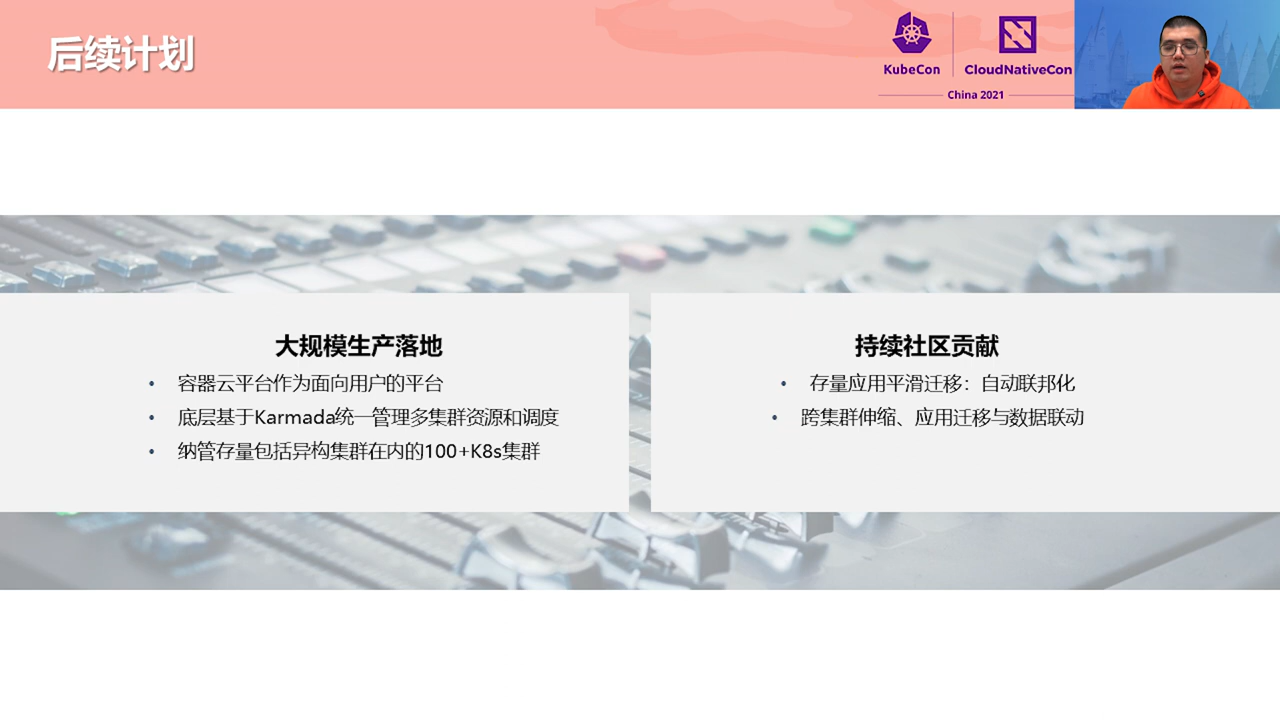 后续计划
KubeCon
CloudNativeCon
China 2021
大规模生产落地
• 容器云平台作为面向用户的平台
• 底层基于Karmada统一管理多集群资源和调度
• 纳管存量包括异构集群在内的100+K8s集群
持续社区贡献
• 存量应用平滑迁移：自动联邦化
• 跨集群伸缩、应用迁移与数据联动